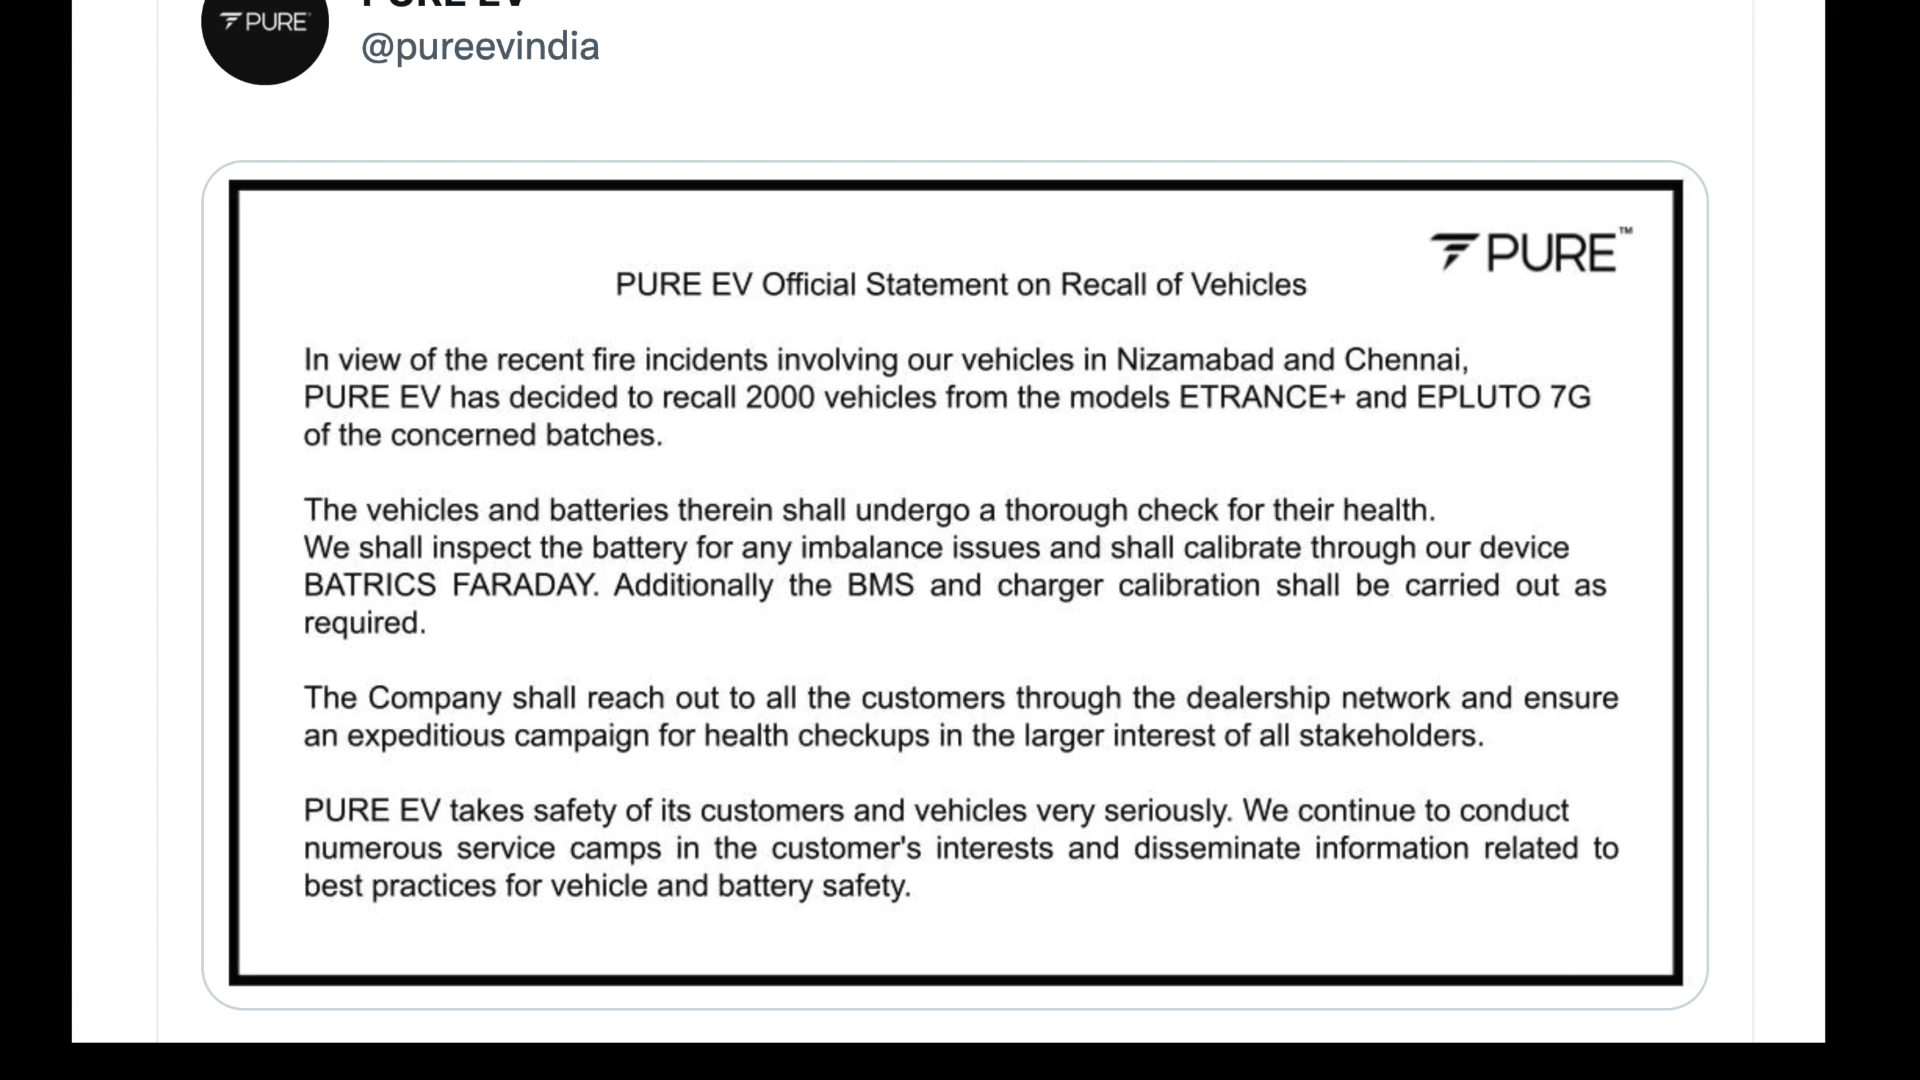 PURE
PURE EV
@pureevindia
PURE™
PURE EV Official Statement on Recall of Vehicles
In view of the recent fire incidents involving our vehicles in Nizamabad and Chennai,
PURE EV has decided to recall 2000 vehicles from the models ETRANCE+ and EPLUTO 7G
of the concerned batches.
The vehicles and batteries therein shall undergo a thorough check for their health.
We shall inspect the battery for any imbalance issues and shall calibrate through our device
BATRICS FARADAY. Additionally the BMS and charger calibration shall be carried out as
required.
The Company shall reach out to all the customers through the dealership network and ensure
an expeditious campaign for health checkups in the larger interest of all stakeholders.
PURE EV takes safety of its customers and vehicles very seriously. We continue to conduct
numerous service camps in the customer's interests and disseminate information related to
best practices for vehicle and battery safety.